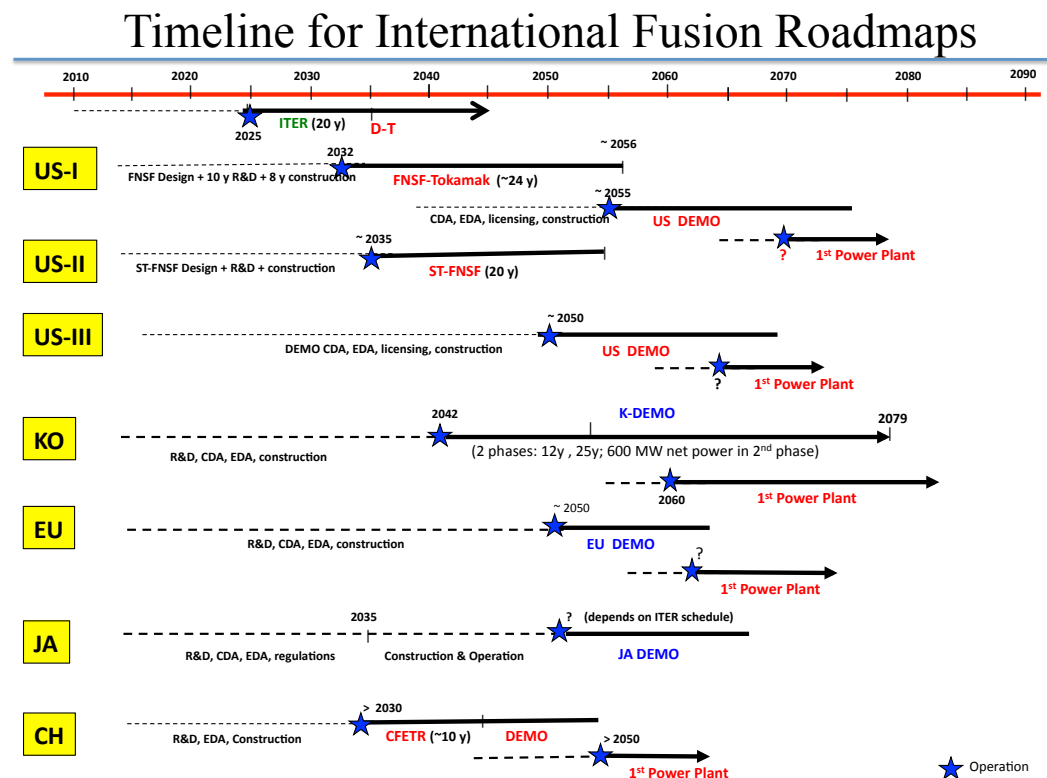 Timeline for International Fusion Roadmaps
2010 2020 2030 2040 2050 2060 2070 2080 2090
ITER (20 y) D-T
2025
US-I
2032
~ 2056
FNSF Design + 10 y R&D + 8 y construction
FNSF-Tokamak (~24 y)
~ 2055
CDA, EDA, licensing, construction
US DEMO
? 1st Power Plant
US-II
~ 2035
ST-FNSF Design + R&D + construction
ST-FNSF (20 y)
US-III
~ 2050
DEMO CDA, EDA, licensing, construction
US DEMO
? 1st Power Plant
KO
2042
K-DEMO
2079
R&D, CDA, EDA, construction
(2 phases: 12y , 25y; 600 MW net power in 2nd phase)
2060
1st Power Plant
EU
~ 2050
R&D, CDA, EDA, construction
EU DEMO
?
1st Power Plant
JA
2035
? (depends on ITER schedule)
R&D, CDA, EDA, regulations
Construction & Operation
JA DEMO
CH
> 2030
R&D, EDA, Construction
CFETR (~10 y) DEMO
> 2050
1st Power Plant
Operation